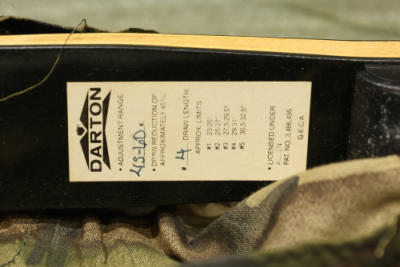 DARTON
• ADJUSTMENT RANGE
45-60#
• DRAW REDUCTION OF
APPROXIMATELY 45%
# 4 DRAW LENGTH,
APPROX. LIMITS
#1 23-25"
#2 25-27"
#3 27.5-29.5"
#4 29-31"
#5 30.5-32.5"
• LICENSED UNDER
PAT. NO. 3,486,495
G.E.C.A.